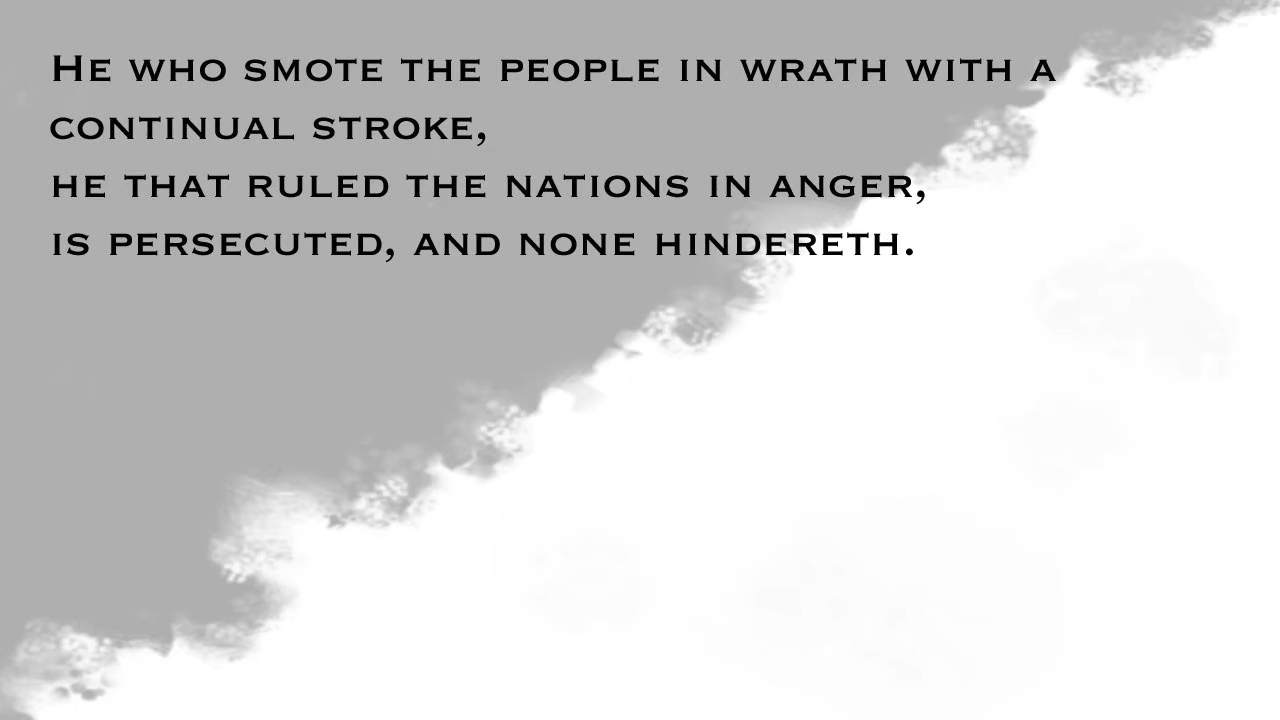 He who smote the people in wrath with a
continual stroke,
he that ruled the nations in anger,
is persecuted, and none hindereth.